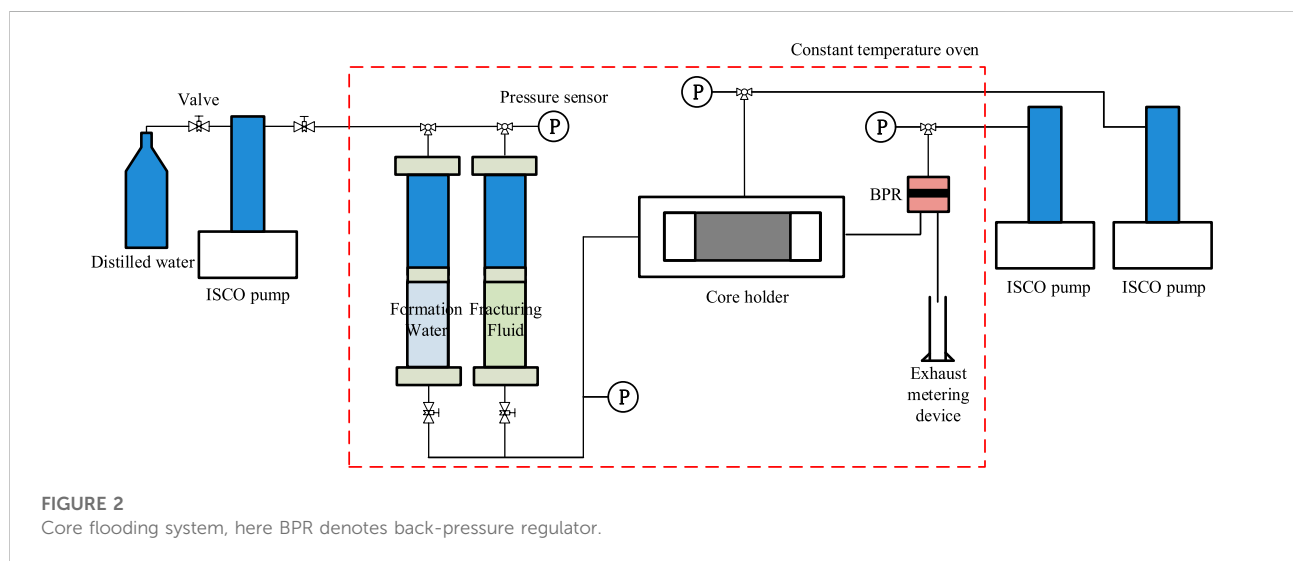 Constant temperature oven
Valve
Pressure sensor
P
P
P
BPR
Distilled water
ISCO pump
Formation
Water
Fracturing
Fluid
Core holder
ISCO pump
ISCO pump
P
Exhaust
metering
device
FIGURE 2
Core flooding system, here BPR denotes back-pressure regulator.